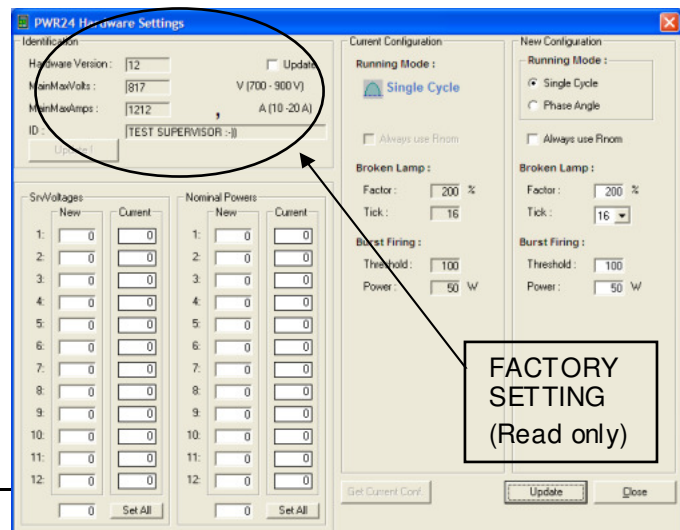 PWR24 Hardware Settings
Identification
Hardware Version : 12 Update
MainMaxVolts : 817 V (700 - 900 V)
MainMaxAmps : 1212 , A (10 -20 A)
ID : TEST SUPERVISOR :-))
Update !
SrvVoltages
New Current
1: 0 0
2: 0 0
3: 0 0
4: 0 0
5: 0 0
6: 0 0
7: 0 0
8: 0 0
9: 0 0
10: 0 0
11: 0 0
12: 0 0
0 Set All
Nominal Powers
New Current
1: 0 0
2: 0 0
3: 0 0
4: 0 0
5: 0 0
6: 0 0
7: 0 0
8: 0 0
9: 0 0
10: 0 0
11: 0 0
12: 0 0
0 Set All
Current Configuration
Running Mode :
Single Cycle
Always use Rnom
Broken Lamp :
Factor : 200 %
Tick : 16
Burst Firing :
Threshold : 100
Power : 50 W
Get Current Conf.
New Configuration
Running Mode :
Single Cycle
Phase Angle
Always use Rnom
Broken Lamp :
Factor : 200 %
Tick : 16
Burst Firing :
Threshold : 100
Power : 50 W
FACTORY
SETTING
(Read only)
Update Close